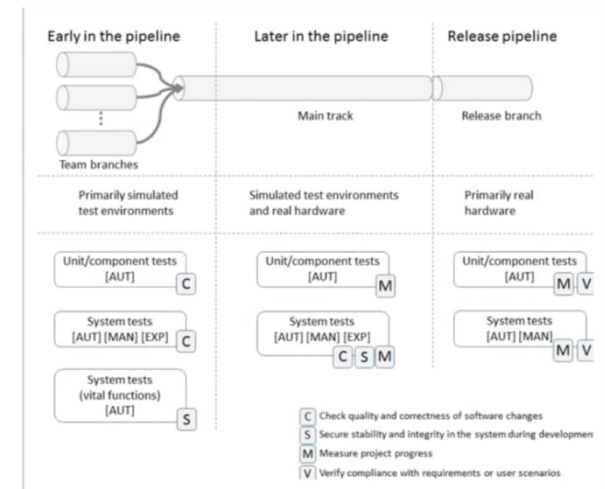 Early in the pipeline
Later in the pipeline
Release pipeline
Main track
Release branch
Team branches
Primarily simulated
test environments
Simulated test environments
and real hardware
Primarily real
hardware
Unit/component tests
[AUT]
C
Unit/component tests
[AUT]
M
Unit/component tests
[AUT]
M V
System tests
[AUT] [MAN] [EXP]
C
System tests
[AUT] [MAN] [EXP]
C S M
System tests
[AUT] [MAN]
M V
System tests
(vital functions)
[AUT]
S
C Check quality and correctness of software changes
S Secure stability and integrity in the system during developmen
M Measure project progress
V Verify compliance with requirements or user scenarios